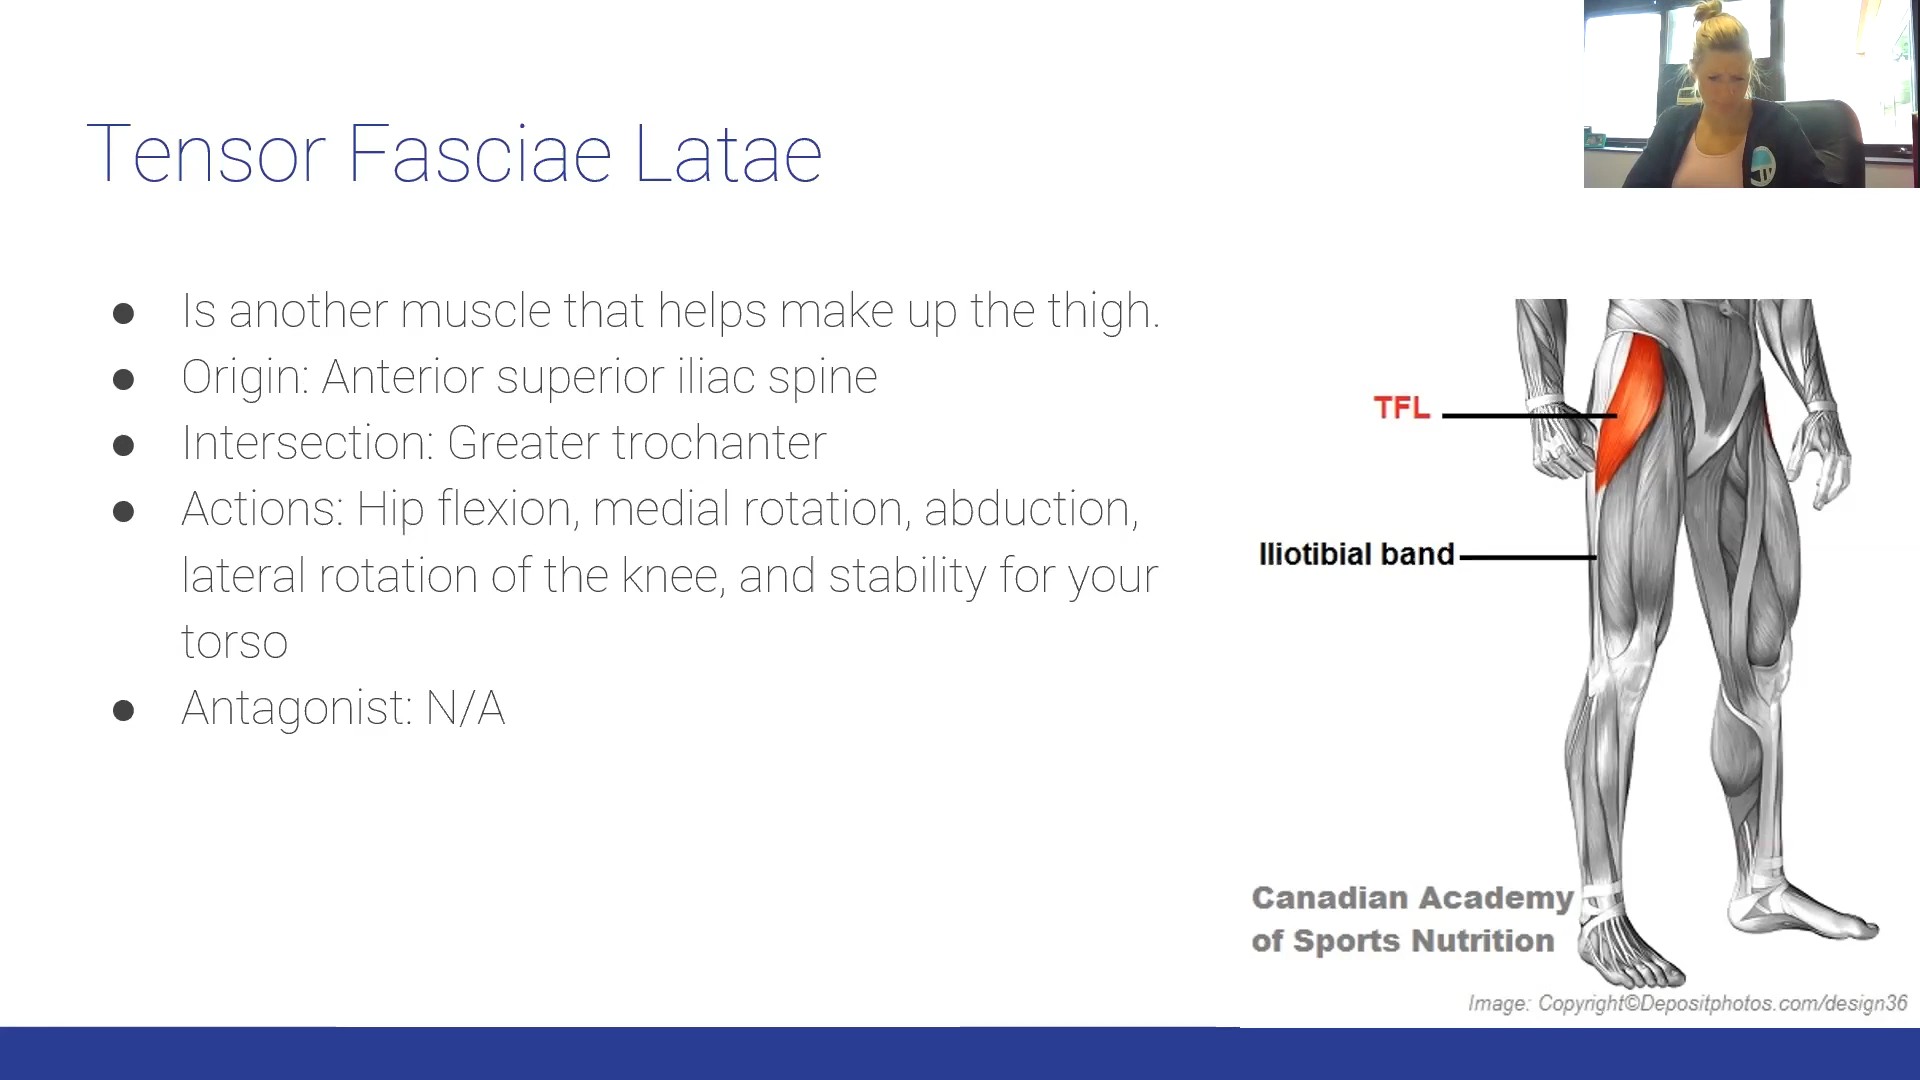 Tensor Fasciae Latae
● Is another muscle that helps make up the thigh.
● Origin: Anterior superior iliac spine
● Intersection: Greater trochanter
● Actions: Hip flexion, medial rotation, abduction,
lateral rotation of the knee, and stability for your
torso
● Antagonist: N/A
TFL
Iliotibial band
Canadian Academy
of Sports Nutrition
Image: Copyright©Depositphotos.com/design36